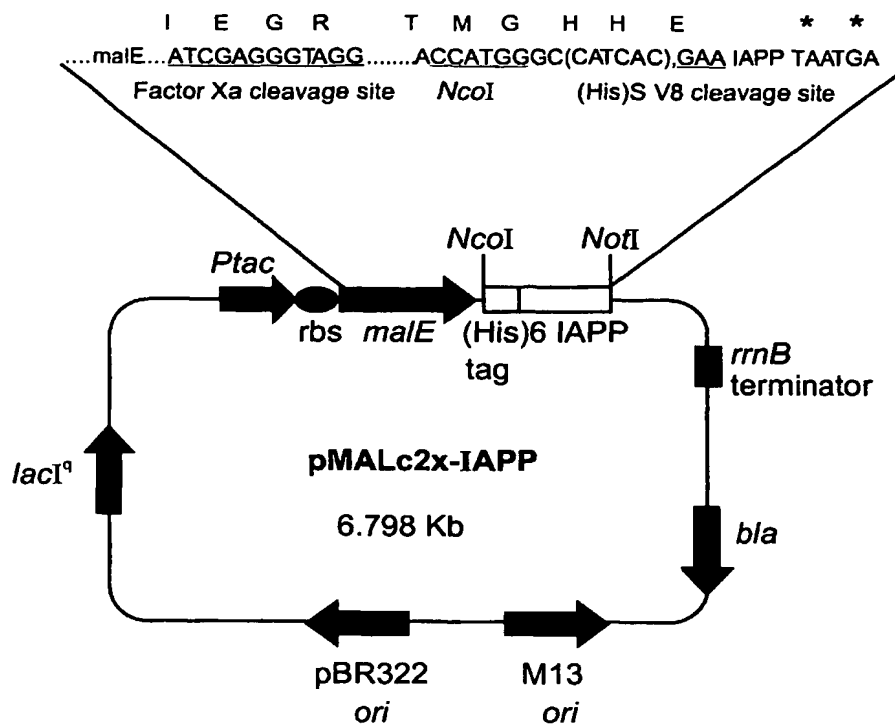 I E G R T M G H H E * *
....malE...ATCGAGGGTAGG........ACCATGGGC(CATCAC),GAA IAPP TAATGA
Factor Xa cleavage site NcoI (His)S V8 cleavage site
NcoI NotI
Ptac
rbs malE (His)6 IAPP
tag
rrnB
terminator
lacIq
pMALc2x-IAPP
6.798 Kb
bla
pBR322 M13
ori ori